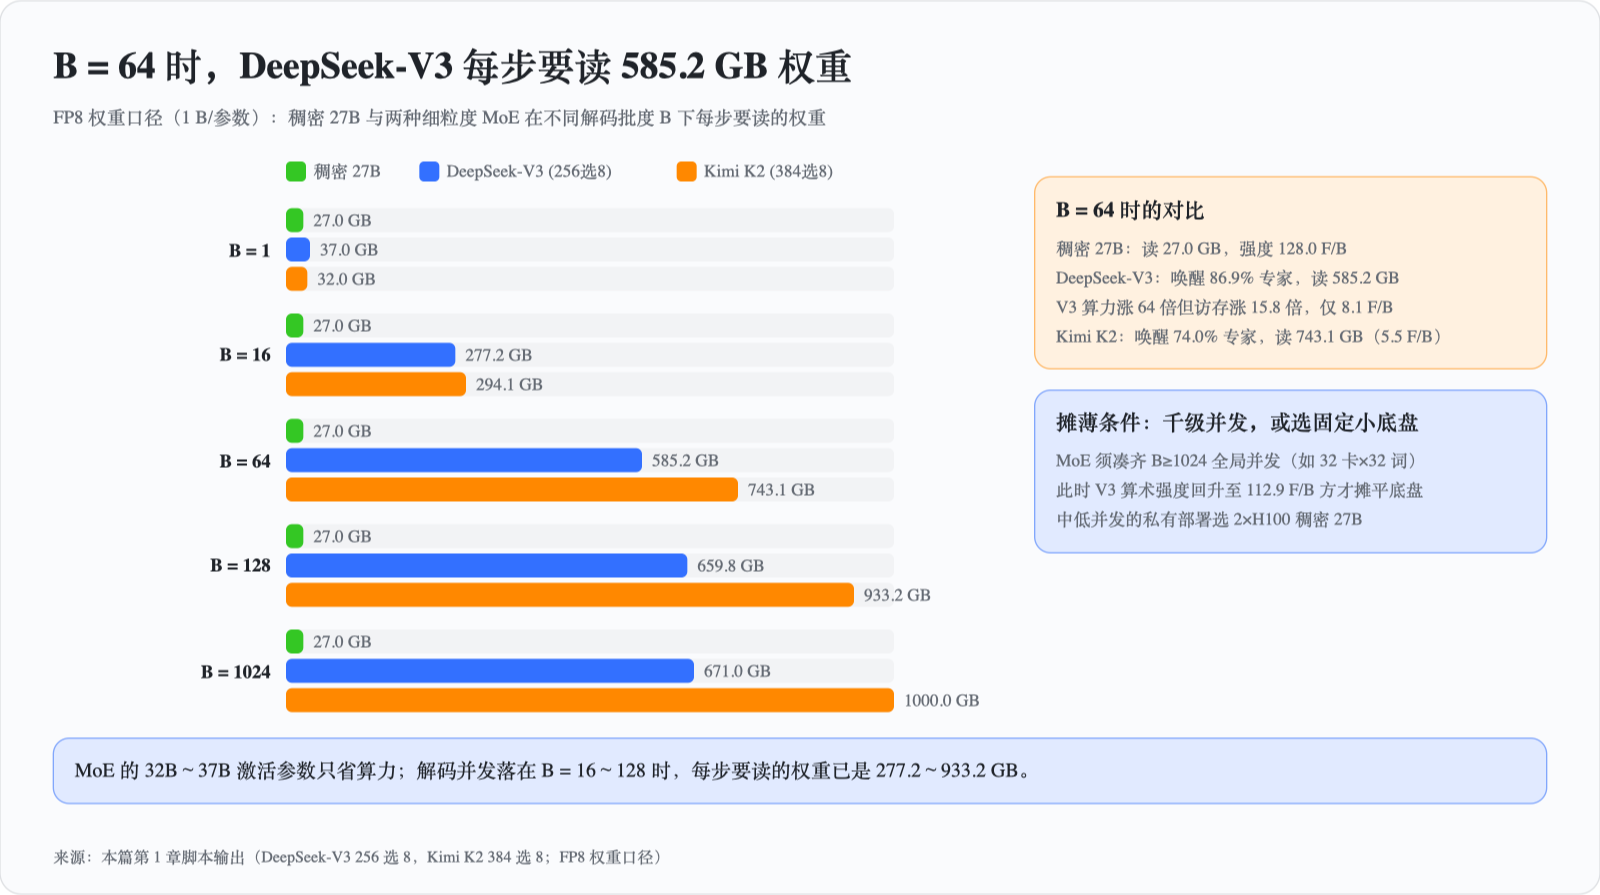 B = 64 时，DeepSeek-V3 每步要读 585.2 GB 权重
FP8 权重口径（1 B/参数）：稠密 27B 与两种细粒度 MoE 在不同解码批度 B 下每步要读的权重
稠密 27B
DeepSeek-V3 (256选8)
Kimi K2 (384选8)
B = 1
27.0 GB
37.0 GB
32.0 GB
B = 16
27.0 GB
277.2 GB
294.1 GB
B = 64
27.0 GB
585.2 GB
743.1 GB
B = 128
27.0 GB
659.8 GB
933.2 GB
B = 1024
27.0 GB
671.0 GB
1000.0 GB
B = 64 时的对比
稠密 27B：读 27.0 GB，强度 128.0 F/B
DeepSeek-V3：唤醒 86.9% 专家，读 585.2 GB
V3 算力涨 64 倍但访存涨 15.8 倍，仅 8.1 F/B
Kimi K2：唤醒 74.0% 专家，读 743.1 GB（5.5 F/B）
摊薄条件：千级并发，或选固定小底盘
MoE 须凑齐 B≥1024 全局并发（如 32 卡×32 词）
此时 V3 算术强度回升至 112.9 F/B 方才摊平底盘
中低并发的私有部署选 2×H100 稠密 27B
MoE 的 32B ~ 37B 激活参数只省算力；解码并发落在 B = 16 ~ 128 时，每步要读的权重已是 277.2 ~ 933.2 GB。
来源：本篇第 1 章脚本输出（DeepSeek-V3 256 选 8，Kimi K2 384 选 8；FP8 权重口径）